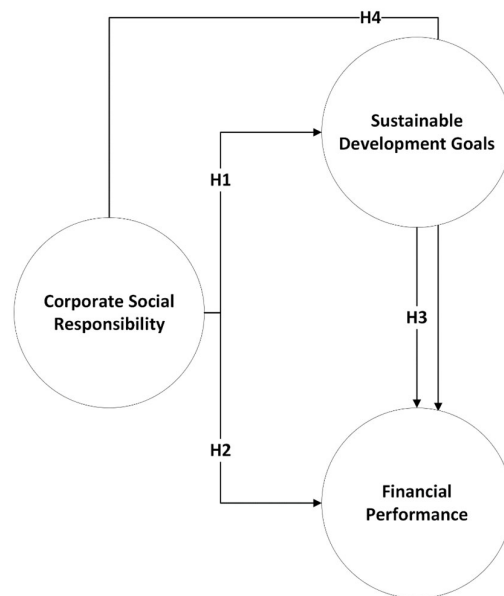 H4
Sustainable
Development Goals
H1
Corporate Social
Responsibility
H3
H2
Financial
Performance